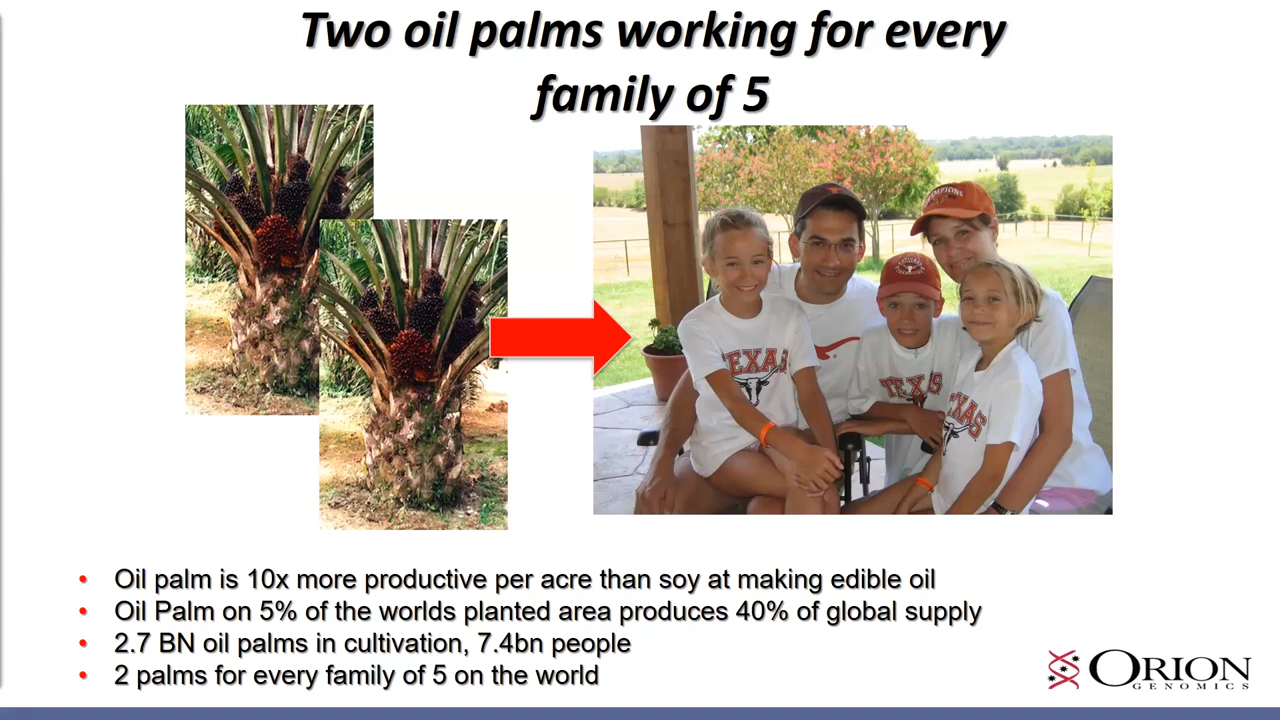 Two oil palms working for every
family of 5
CHAMPIONS
TEXAS
TEXAS
TEXAS
• Oil palm is 10x more productive per acre than soy at making edible oil
• Oil Palm on 5% of the worlds planted area produces 40% of global supply
• 2.7 BN oil palms in cultivation, 7.4bn people
• 2 palms for every family of 5 on the world
ORION
GENOMICS